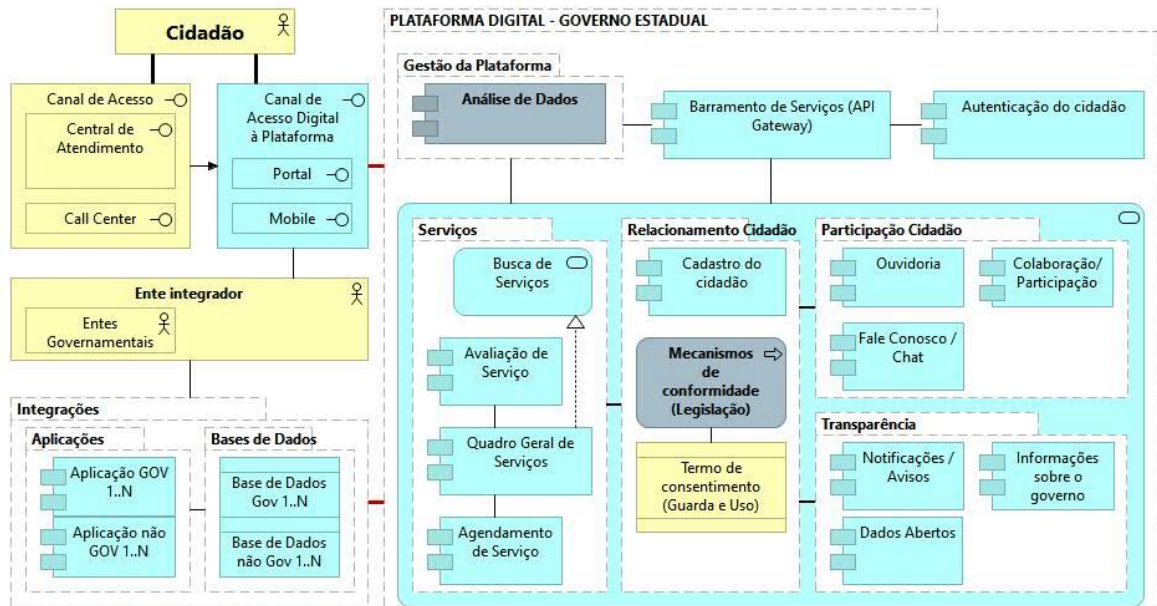 Cidadão
Canal de Acesso
Central de
Atendimento
Call Center
Canal de
Acesso Digital
à Plataforma
Portal
Mobile
Ente integrador
Entes
Governamentais
Integrações
Aplicações
Aplicação GOV
1..N
Aplicação não
GOV 1..N
Bases de Dados
Base de Dados
Gov 1..N
Base de Dados
não Gov 1..N
PLATAFORMA DIGITAL - GOVERNO ESTADUAL
Gestão da Plataforma
Análise de Dados
Barramento de Serviços (API
Gateway)
Autenticação do cidadão
Serviços
Busca de
Serviços
Avaliação de
Serviço
Quadro Geral de
Serviços
Agendamento
de Serviço
Relacionamento Cidadão
Cadastro do
cidadão
Mecanismos
de
conformidade
(Legislação)
Termo de
consentimento
(Guarda e Uso)
Participação Cidadão
Ouvidoria
Colaboração/
Participação
Fale Conosco /
Chat
Transparência
Notificações /
Avisos
Informações
sobre o
governo
Dados Abertos